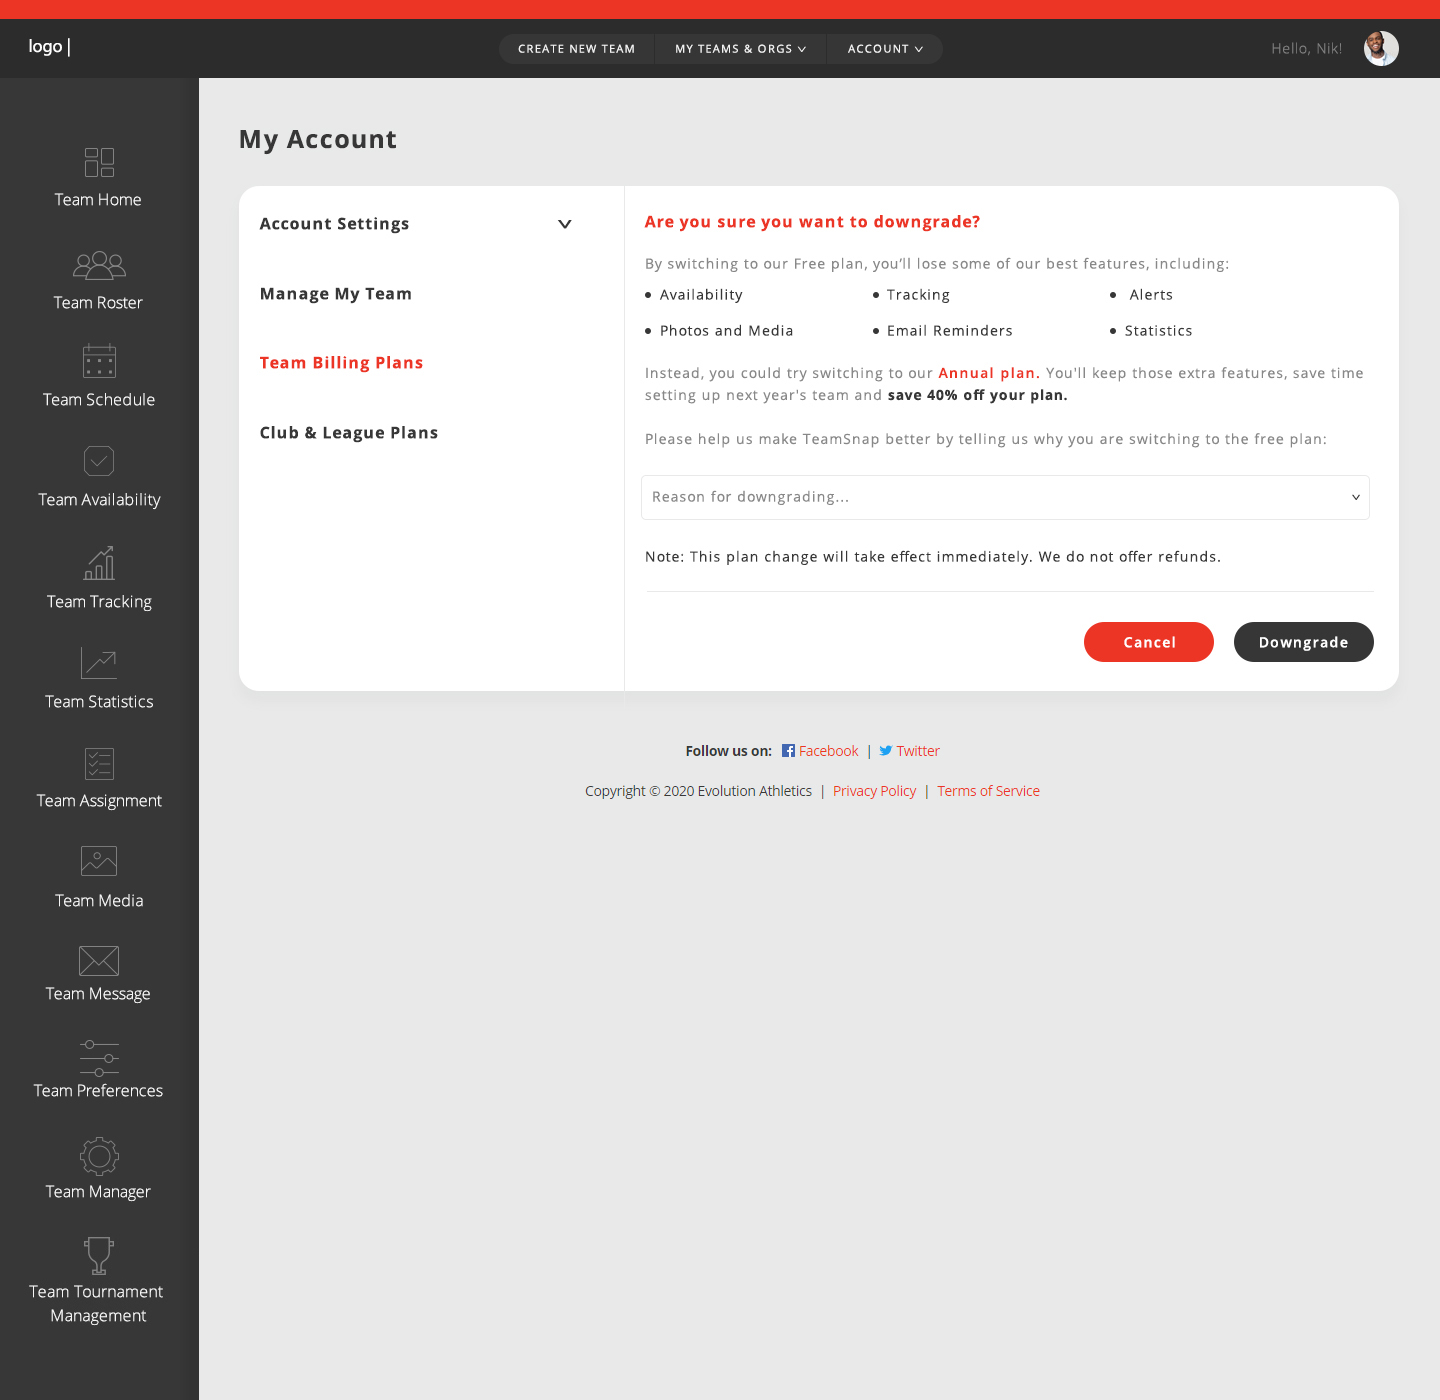 logo |
CREATE NEW TEAM
MY TEAMS & ORGS
ACCOUNT
Hello, Nik!
Team Home
Team Roster
Team Schedule
Team Availability
Team Tracking
Team Statistics
Team Assignment
Team Media
Team Message
Team Preferences
Team Manager
Team Tournament
Management
My Account
Account Settings
Manage My Team
Team Billing Plans
Club & League Plans
Are you sure you want to downgrade?
By switching to our Free plan, you'll lose some of our best features, including:
• Availability • Tracking • Alerts
• Photos and Media • Email Reminders • Statistics
Instead, you could try switching to our Annual plan. You'll keep those extra features, save time
setting up next year's team and save 40% off your plan.
Please help us make TeamSnap better by telling us why you are switching to the free plan:
Reason for downgrading...
Note: This plan change will take effect immediately. We do not offer refunds.
Cancel
Downgrade
Follow us on: Facebook | Twitter
Copyright © 2020 Evolution Athletics | Privacy Policy | Terms of Service